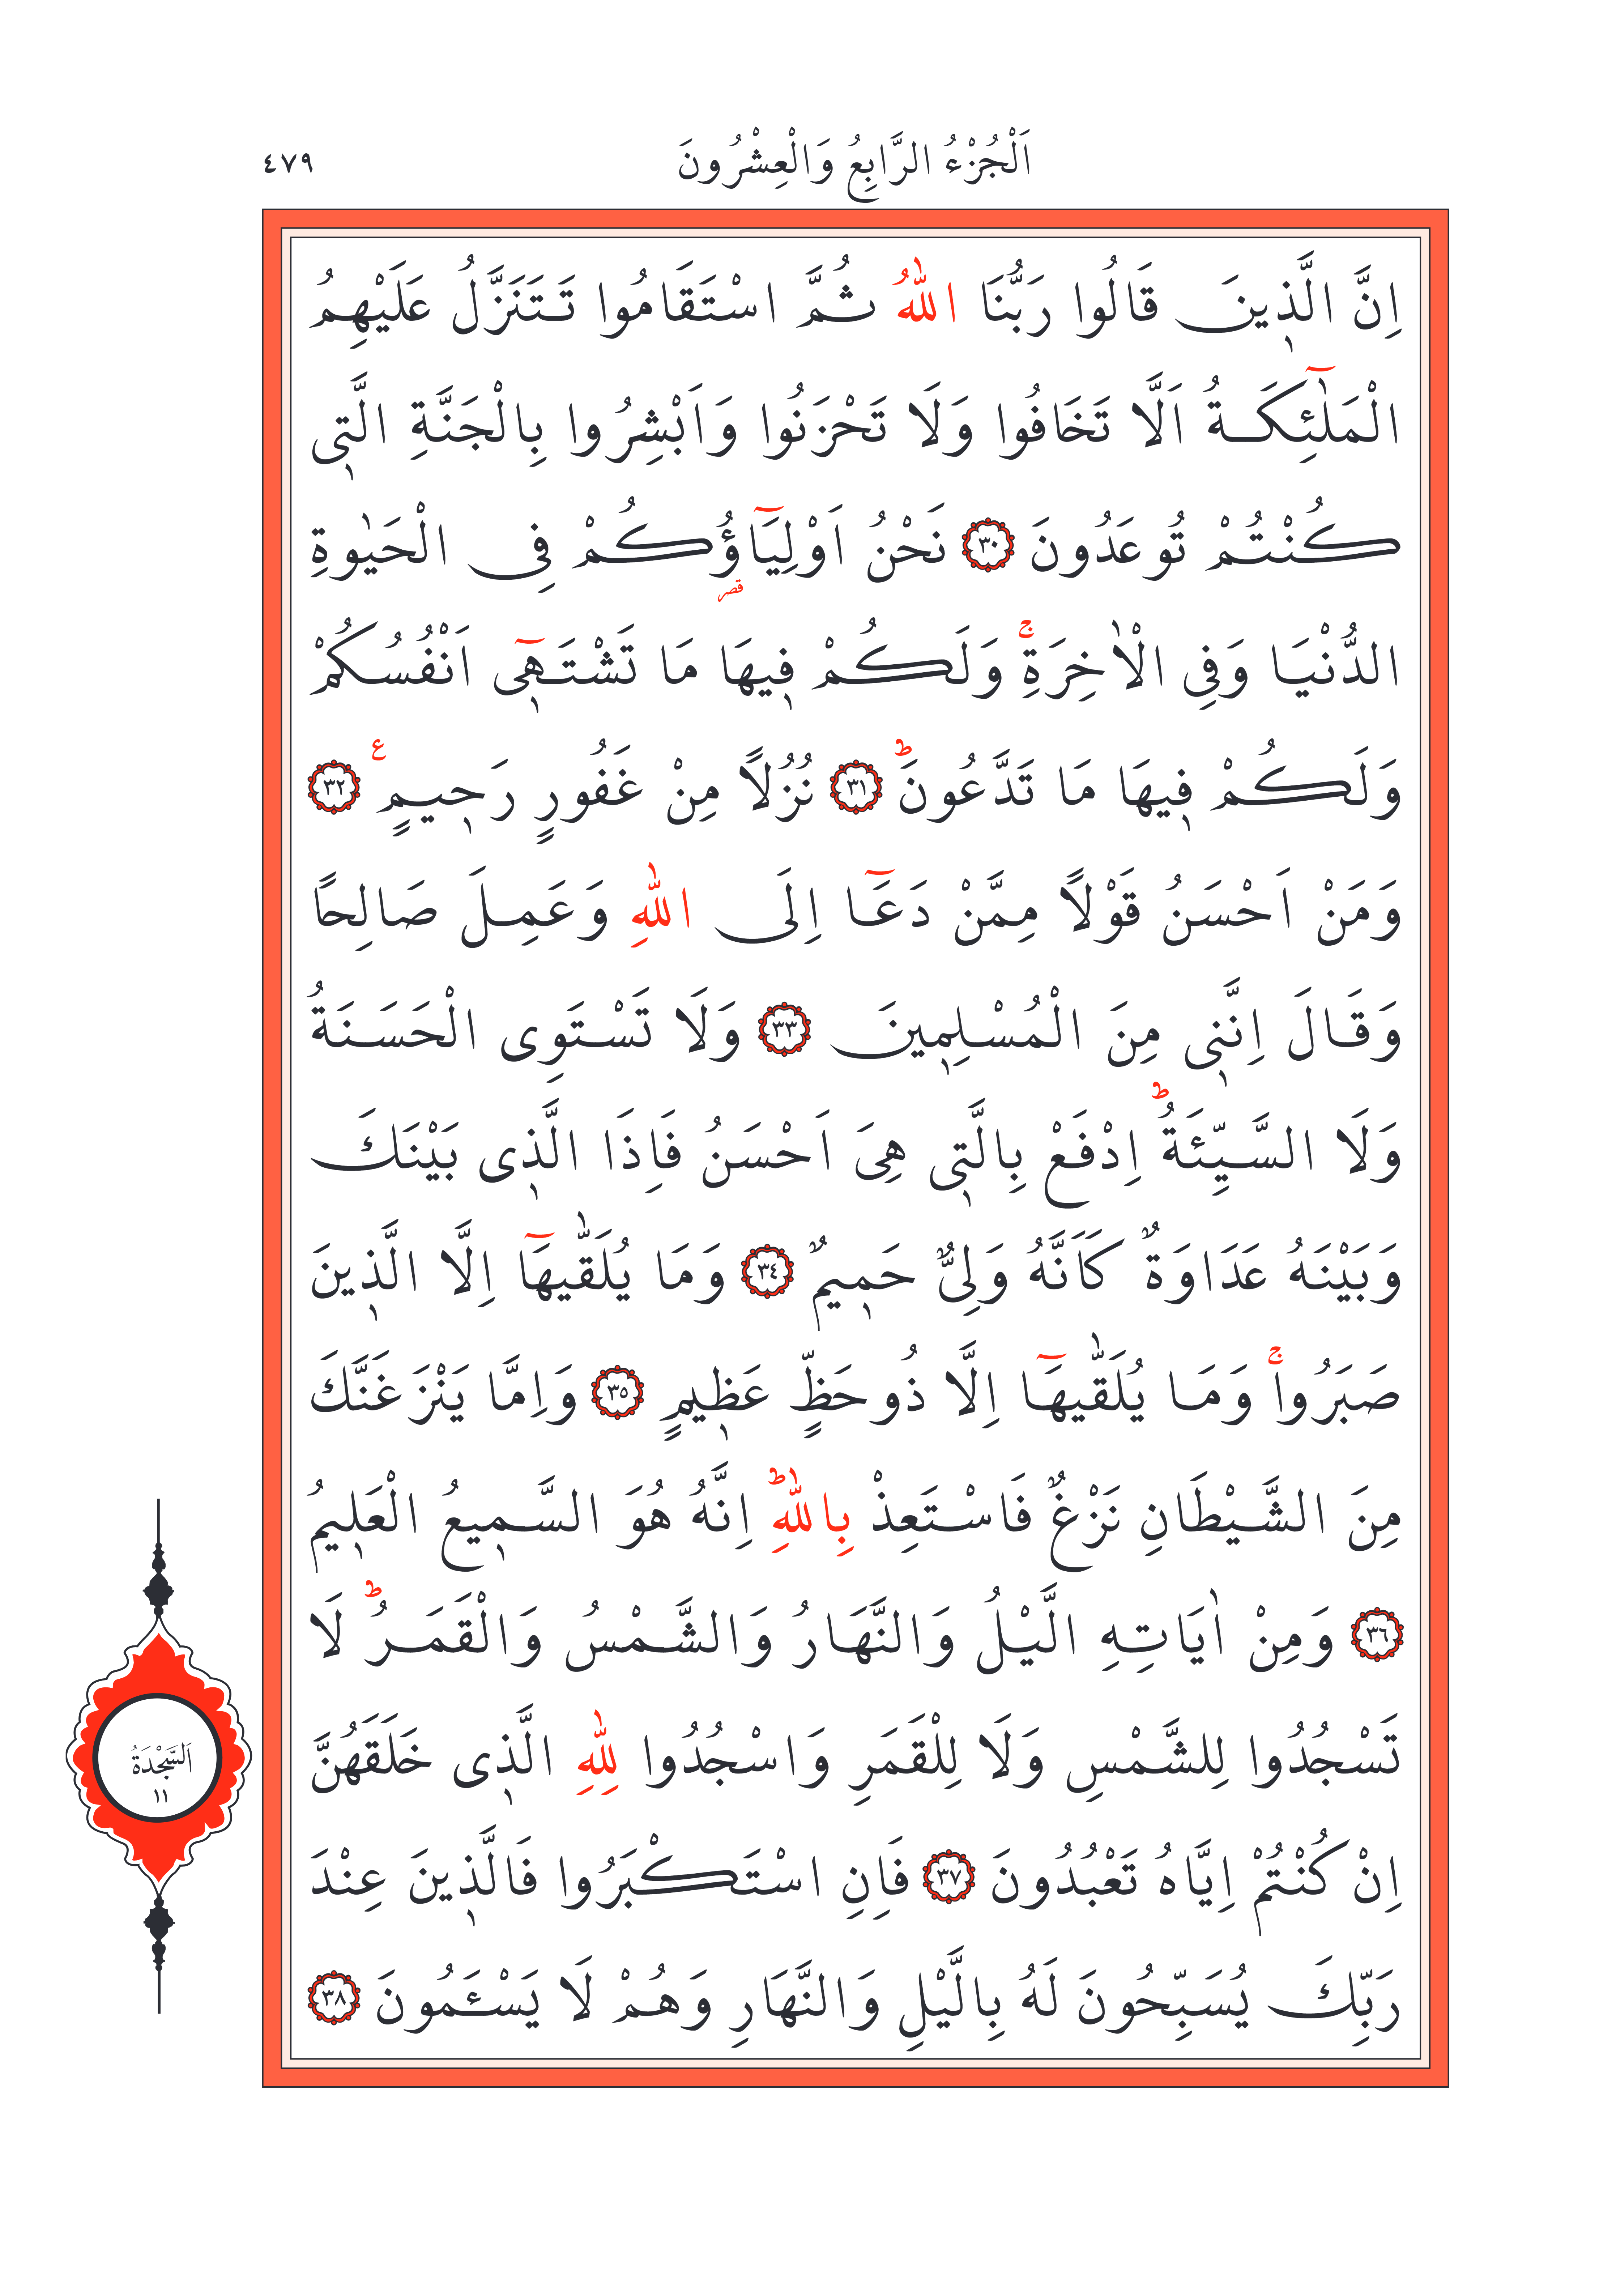 اَلْجُزْءُ الرَّابِعُ وَالْعِشْرُونَ
٤٧٩
اِنَّ الَّذ۪ينَ قَالُوا رَبُّنَا اللّٰهُ ثُمَّ اسْتَقَامُوا تَتَنَزَّلُ عَلَيْهِمُ
الْمَلٰٓئِكَةُ اَلَّا تَخَافُوا وَلَا تَحْزَنُوا وَاَبْشِرُوا بِالْجَنَّةِ الَّت۪ي
كُنْتُمْ تُوعَدُونَ ﴿٣٠﴾ نَحْنُ اَوْلِيَٓاؤُ۬كُمْ فِي الْحَيٰوةِ
قصر
الدُّنْيَا وَفِي الْاٰخِرَةِۚ وَلَكُمْ ف۪يهَا مَا تَشْتَه۪ٓي اَنْفُسُكُمْ
وَلَكُمْ ف۪يهَا مَا تَدَّعُونَۜ ﴿٣١﴾ نُزُلًا مِنْ غَفُورٍ رَح۪يمٍ ع ﴿٣٢﴾
وَمَنْ اَحْسَنُ قَوْلًا مِمَّنْ دَعَٓا اِلَى اللّٰهِ وَعَمِلَ صَالِحًا
وَقَالَ اِنَّن۪ي مِنَ الْمُسْلِم۪ينَ ﴿٣٣﴾ وَلَا تَسْتَوِي الْحَسَنَةُ
وَلَا السَّيِّئَةُۜ اِدْفَعْ بِالَّت۪ي هِيَ اَحْسَنُ فَاِذَا الَّذ۪ي بَيْنَكَ
وَبَيْنَهُ عَدَاوَةٌ كَاَنَّهُ وَلِيٌّ حَم۪يمٌ ﴿٣٤﴾ وَمَا يُلَقّٰيهَٓا اِلَّا الَّذ۪ينَ
صَبَرُواۚ وَمَا يُلَقّٰيهَٓا اِلَّا ذُو حَظٍّ عَظ۪يمٍ ﴿٣٥﴾ وَاِمَّا يَنْزَغَنَّكَ
مِنَ الشَّيْطَانِ نَزْغٌ فَاسْتَعِذْ بِاللّٰهِۜ اِنَّهُ هُوَ السَّم۪يعُ الْعَل۪يمُ
﴿٣٦﴾ وَمِنْ اٰيَاتِهِ الَّيْلُ وَالنَّهَارُ وَالشَّمْسُ وَالْقَمَرُۜ لَا
تَسْجُدُوا لِلشَّمْسِ وَلَا لِلْقَمَرِ وَاسْجُدُوا لِلّٰهِ الَّذ۪ي خَلَقَهُنَّ
اِنْ كُنْتُمْ اِيَّاهُ تَعْبُدُونَ ﴿٣٧﴾ فَاِنِ اسْتَكْبَرُوا فَالَّذ۪ينَ عِنْدَ
رَبِّكَ يُسَبِّحُونَ لَهُ بِالَّيْلِ وَالنَّهَارِ وَهُمْ لَا يَسْـَٔمُونَ ﴿٣٨﴾
اَلسَّجْدَةُ
١١